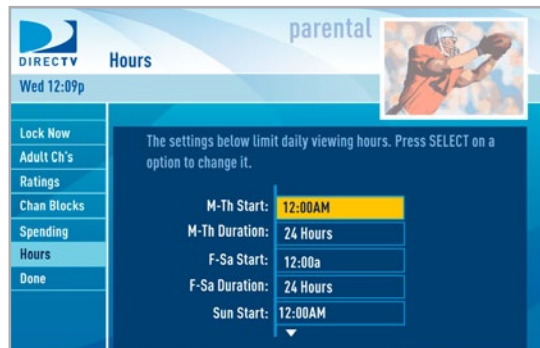 parental
DIRECTV
Hours
Wed 12:09p
Lock Now
Adult Ch's
Ratings
Chan Blocks
Spending
Hours
Done
The settings below limit daily viewing hours. Press SELECT on a
option to change it.
M-Th Start: 12:00AM
M-Th Duration: 24 Hours
F-Sa Start: 12:00a
F-Sa Duration: 24 Hours
Sun Start: 12:00AM